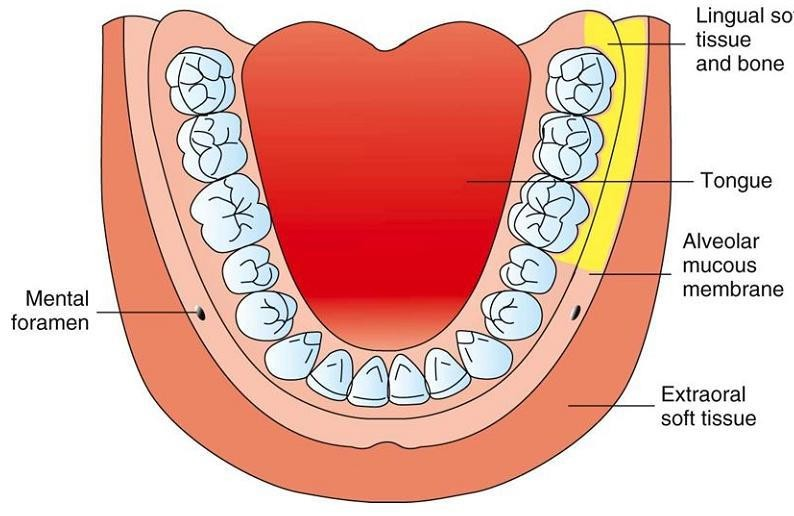 Lingual so
tissue
and bone
Tongue
Alveolar
mucous
membrane
Mental
foramen
Extraoral
soft tissue